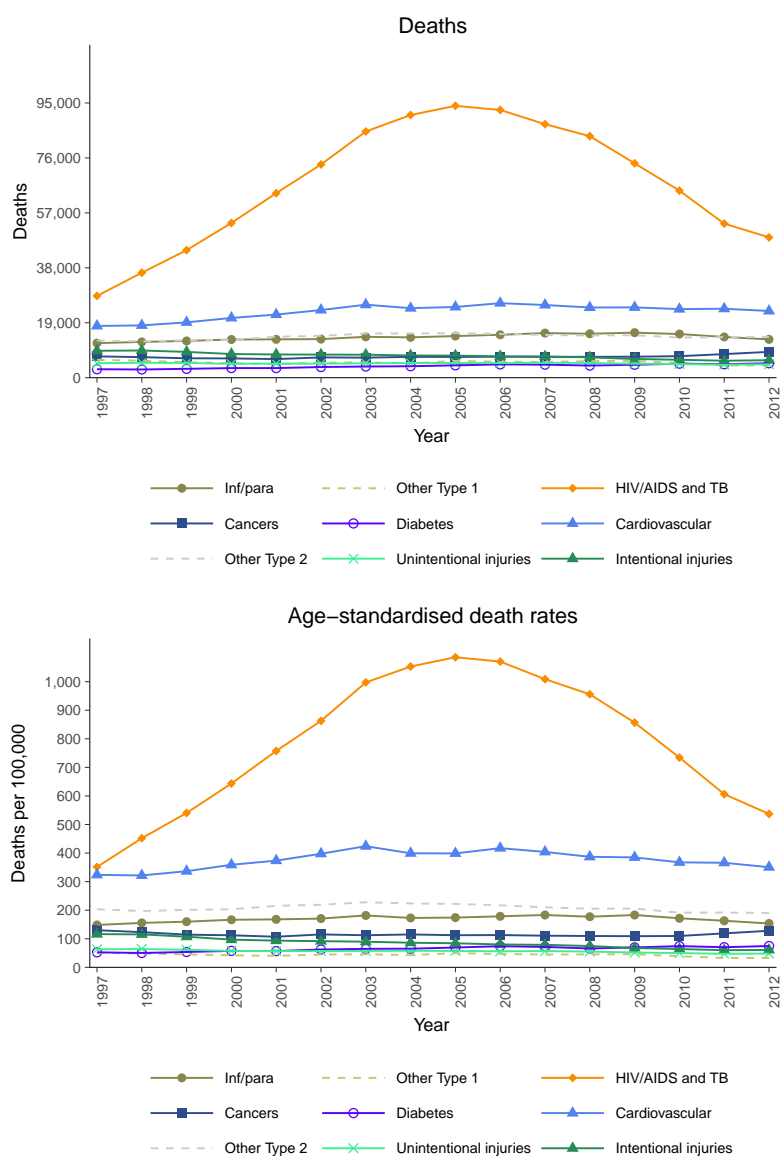 Deaths
95,000
76,000
57,000
38,000
19,000
0
Deaths
1997 1998 1999 2000 2001 2002 2003 2004 2005 2006 2007 2008 2009 2010 2011 2012
Year
Inf/para Other Type 1 HIV/AIDS and TB
Cancers Diabetes Cardiovascular
Other Type 2 Unintentional injuries Intentional injuries
Age−standardised death rates
1,000
900
800
700
600
500
400
300
200
100
0
Deaths per 100,000
1997 1998 1999 2000 2001 2002 2003 2004 2005 2006 2007 2008 2009 2010 2011 2012
Year
Inf/para Other Type 1 HIV/AIDS and TB
Cancers Diabetes Cardiovascular
Other Type 2 Unintentional injuries Intentional injuries